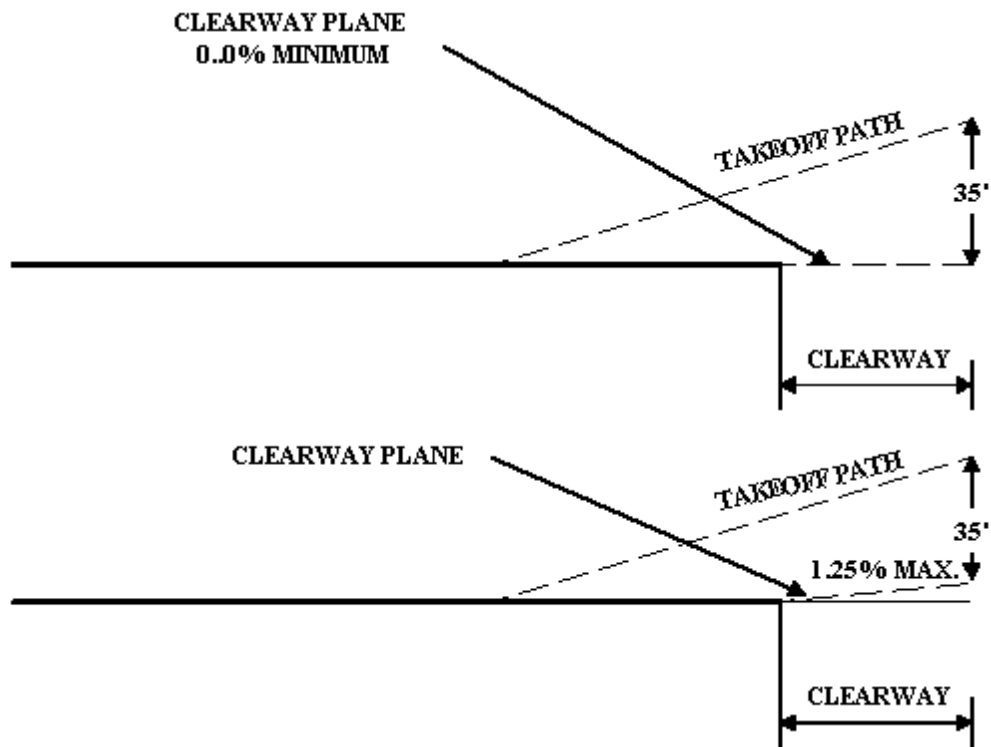 CLEARWAY PLANE
0..0% MINIMUM
TAKEOFF PATH
35'
CLEARWAY
CLEARWAY PLANE
TAKEOFF PATH
35'
1.25% MAX.
CLEARWAY